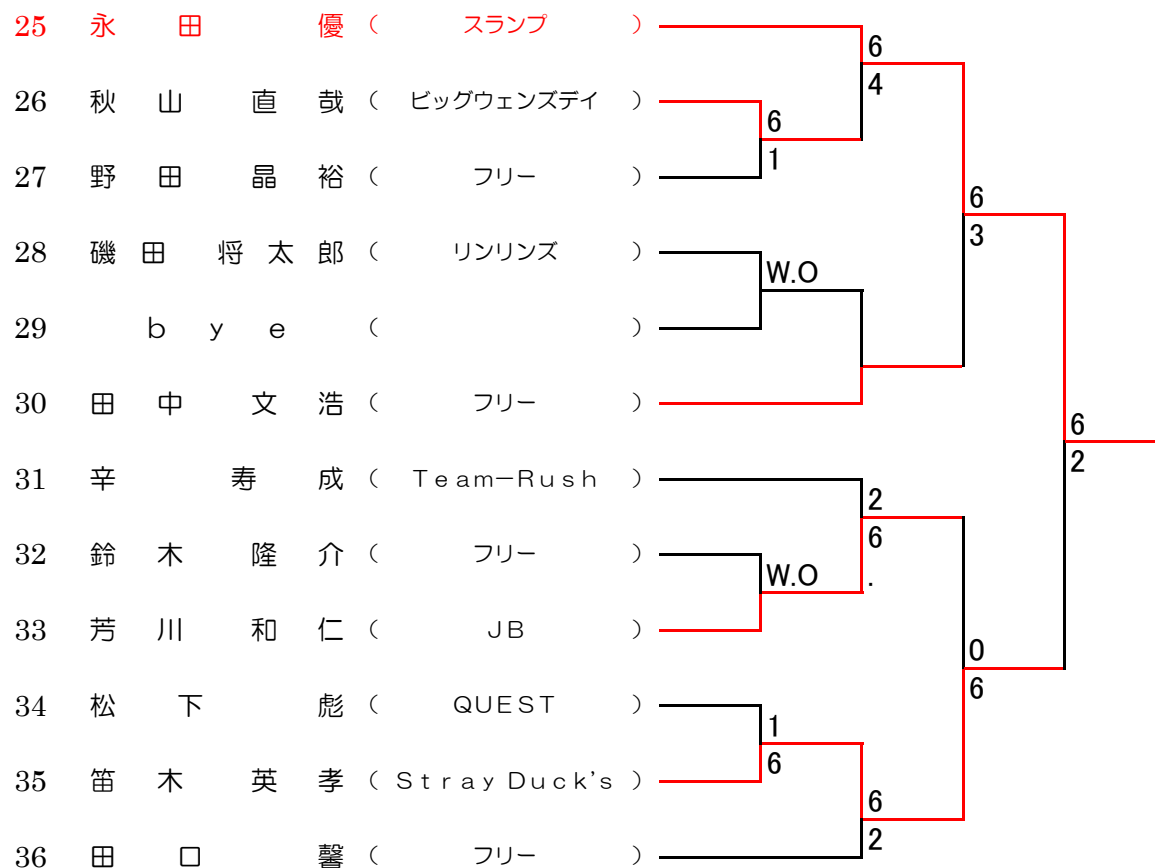 25 永田 優 ( スランプ )
6
26 秋山 直哉 ( ビッグウェンズデイ )
4
6
27 野田 晶裕 ( フリー )
1
6
3
28 磯田 将太郎 ( リンリンズ )
W.O
29 bye ( )
30 田中 文浩 ( フリー )
6
2
31 辛 寿成 ( Team-Rush )
2
6
32 鈴木 隆介 ( フリー )
W.O .
33 芳川 和仁 ( JB )
0
6
34 松下 彪 ( QUEST )
1
6
35 笛木 英孝 ( Stray Duck's )
6
2
36 田口 馨 ( フリー )